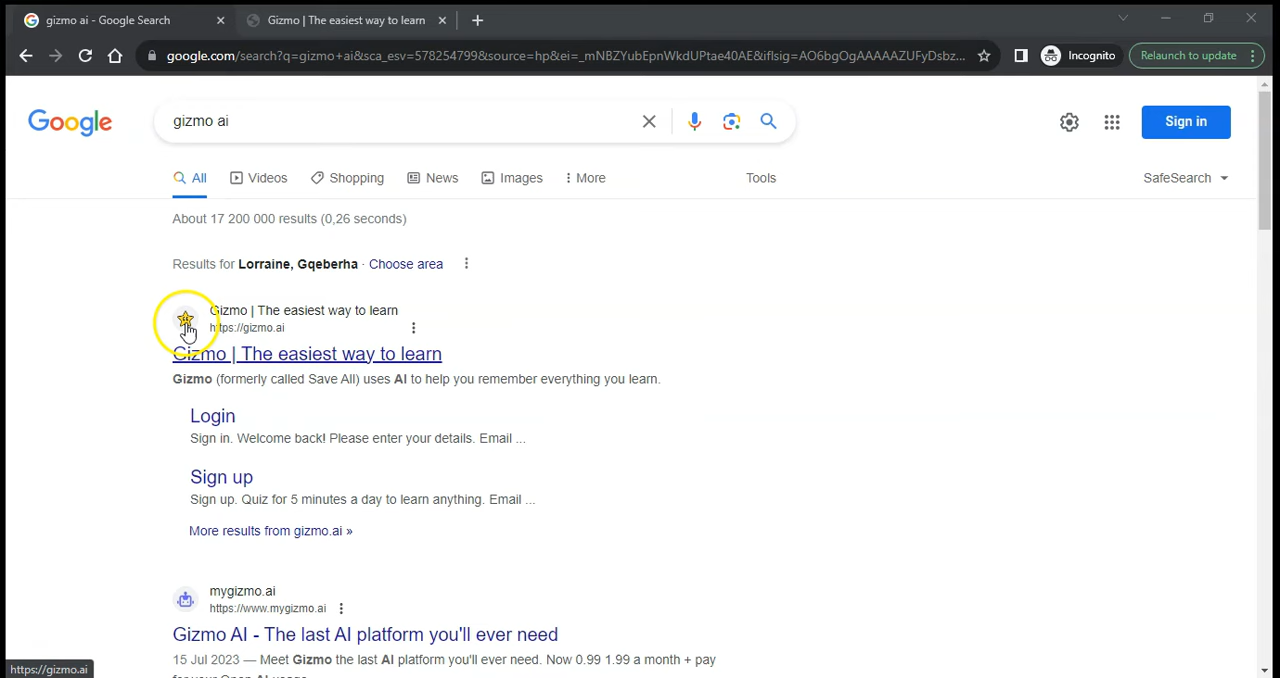 gizmo ai - Google Search
Gizmo | The easiest way to learn
google.com/search?q=gizmo+ai&sca_esv=578254799&source=hp&ei=_mNBZYubEpnWkdUPtae40AE&iflsig=AO6bgOgAAAAAZUFyDsbz...
Incognito
Relaunch to update
Google
gizmo ai
Sign in
All
Videos
Shopping
News
Images
More
Tools
SafeSearch
About 17 200 000 results (0,26 seconds)
Results for Lorraine, Gqeberha · Choose area
Gizmo | The easiest way to learn
https://gizmo.ai
Gizmo | The easiest way to learn
Gizmo (formerly called Save All) uses AI to help you remember everything you learn.
Login
Sign in. Welcome back! Please enter your details. Email ...
Sign up
Sign up. Quiz for 5 minutes a day to learn anything. Email ...
More results from gizmo.ai »
mygizmo.ai
https://www.mygizmo.ai
Gizmo AI - The last AI platform you'll ever need
15 Jul 2023 — Meet Gizmo the last AI platform you'll ever need. Now 0.99 1.99 a month + pay
for your Open AI usage.
https://gizmo.ai